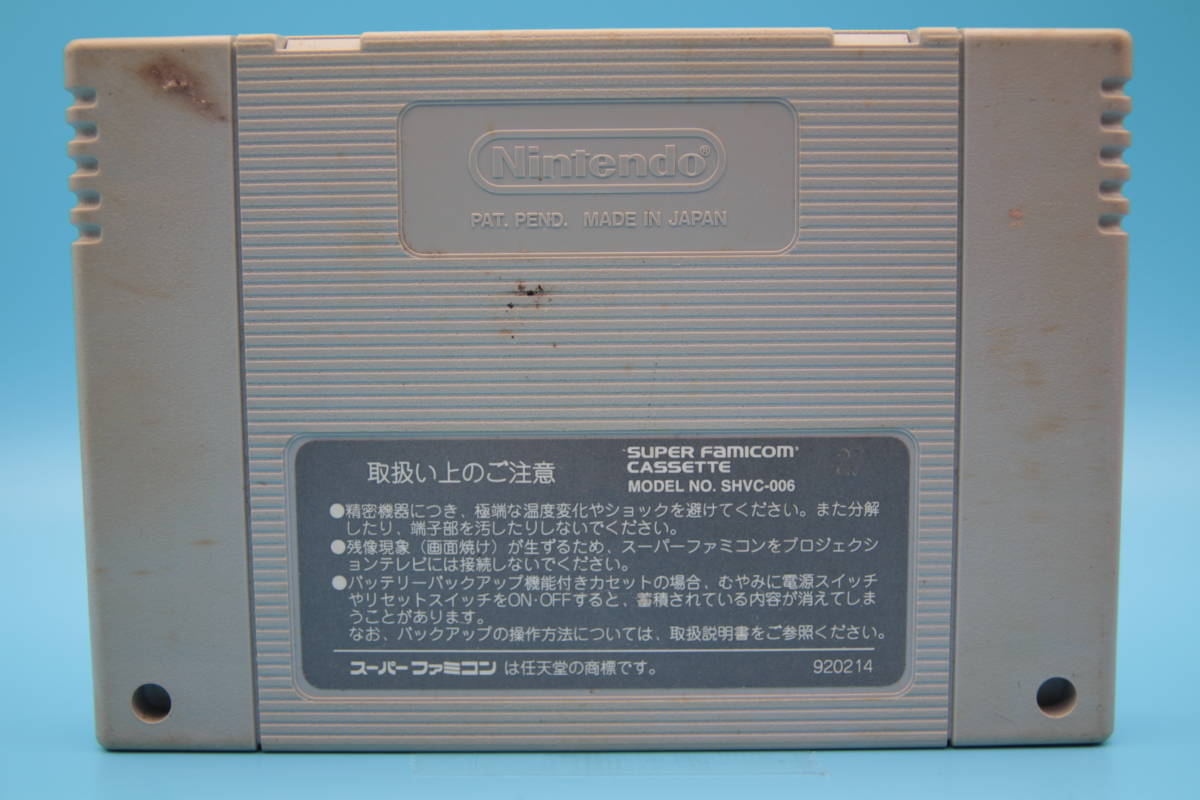 Nintendo®
PAT. PEND. MADE IN JAPAN
取扱い上のご注意
SUPER FAMICOM
CASSETTE
MODEL NO. SHVC-006
●精密機器につき、極端な温度変化やショックを避けてください。また分解
したり、端子部を汚したりしないでください。
●残像現象（画面焼け）が生ずるため、スーパーファミコンをプロジェクシ
ョンテレビには接続しないでください。
●バッテリーバックアップ機能付きカセットの場合、むやみに電源スイッチ
やリセットスイッチをON・OFFすると、蓄積されている内容が消えてしま
うことがあります。
なお、バックアップの操作方法については、取扱説明書をご参照ください。
スーパーファミコン は任天堂の商標です。 920214